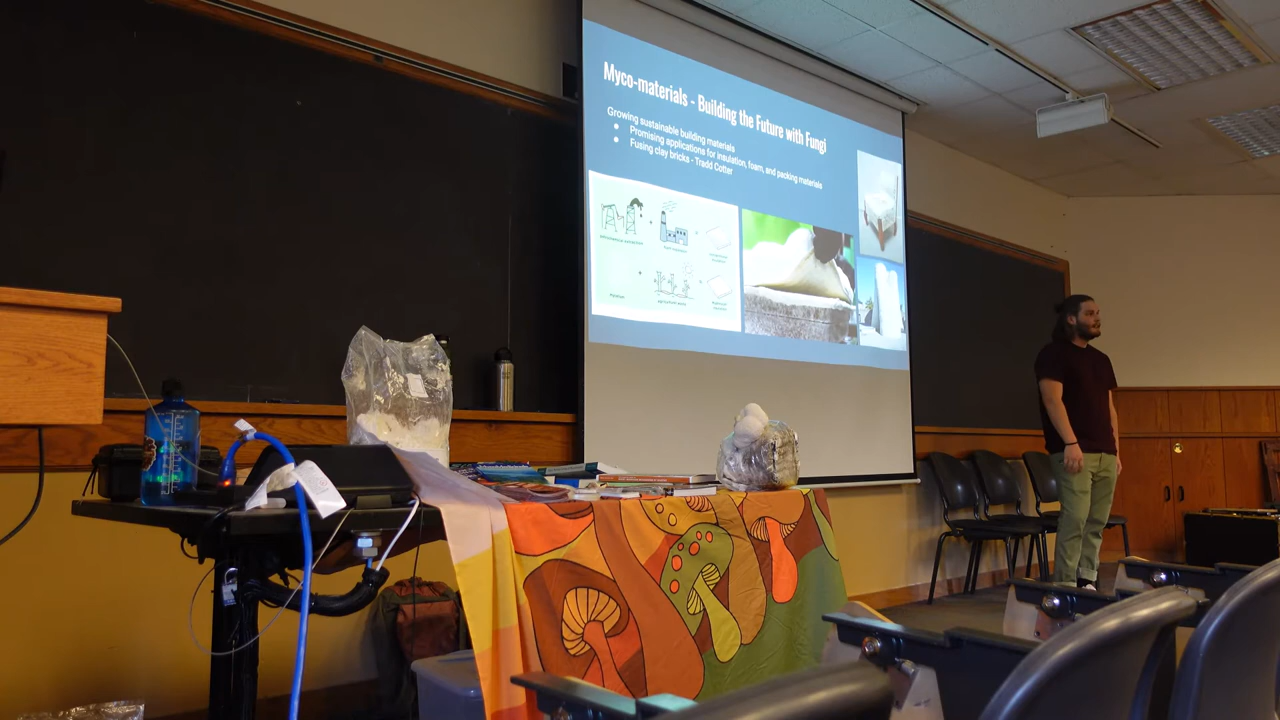 Myco-materials - Building the Future with Fungi
Growing sustainable building materials
● Promising applications for insulation, foam, and packing materials
● Fusing clay bricks - Tradd Cotter